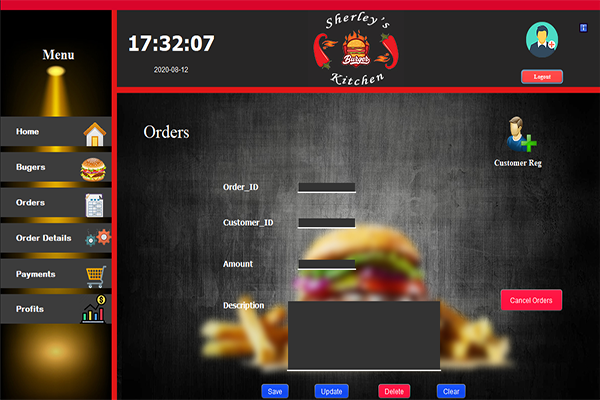 Menu
Home
Bugers
Orders
Order Details
Payments
Profits
17:32:07
2020-08-12
Sherley's
Burger
Kitchen
Logout
Orders
Customer Reg
Order_ID
Customer_ID
Amount
Description
Cancel Orders
Save
Update
Delete
Clear